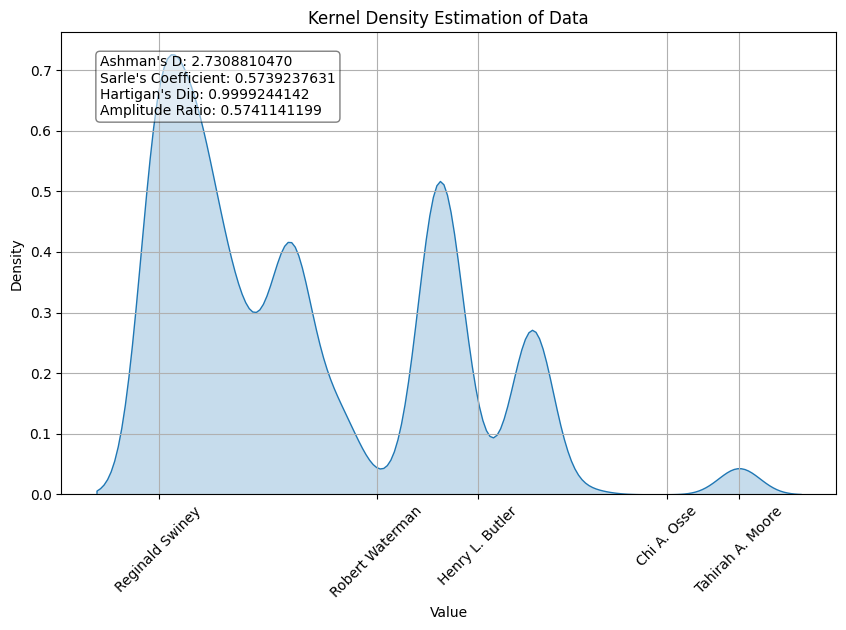 Kernel Density Estimation of Data
Ashman's D: 2.7308810470
Sarle's Coefficient: 0.5739237631
Hartigan's Dip: 0.9999244142
Amplitude Ratio: 0.5741141199
Density
0.7
0.6
0.5
0.4
0.3
0.2
0.1
0.0
Reginald Swiney
Robert Waterman
Henry L. Butler
Chi A. Osse
Tahirah A. Moore
Value